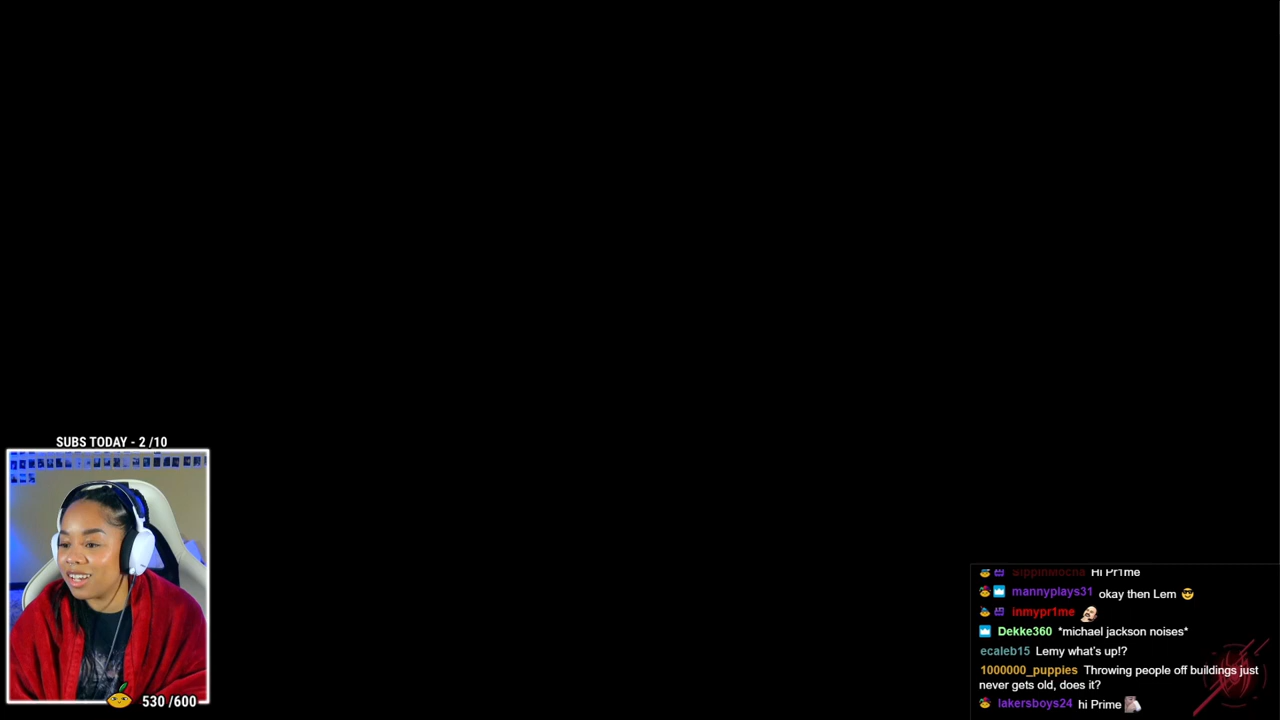 SUBS TODAY - 2 /10
530 /600
SippinMocha Hi Pr1me
mannyplays31 okay then Lem
inmypr1me
Dekke360 *michael jackson noises*
ecaleb15 Lemy what's up!?
1000000_puppies Throwing people off buildings just
never gets old, does it?
lakersboys24 hi Prime